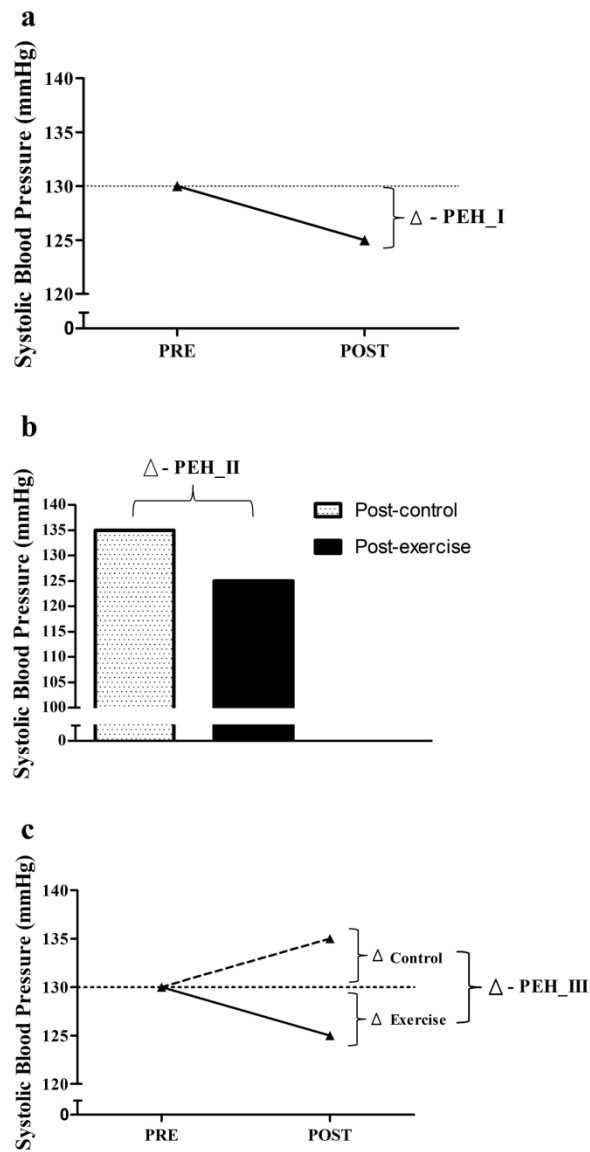 a
Systolic Blood Pressure (mmHg)
140
135
130
125
120
0
Δ - PEH_I
PRE
POST
b
Δ - PEH_II
Systolic Blood Pressure (mmHg)
140
135
130
125
120
115
110
105
100
0
Post-control
Post-exercise
c
Systolic Blood Pressure (mmHg)
140
135
130
125
120
0
Δ Control
Δ - PEH_III
Δ Exercise
PRE
POST